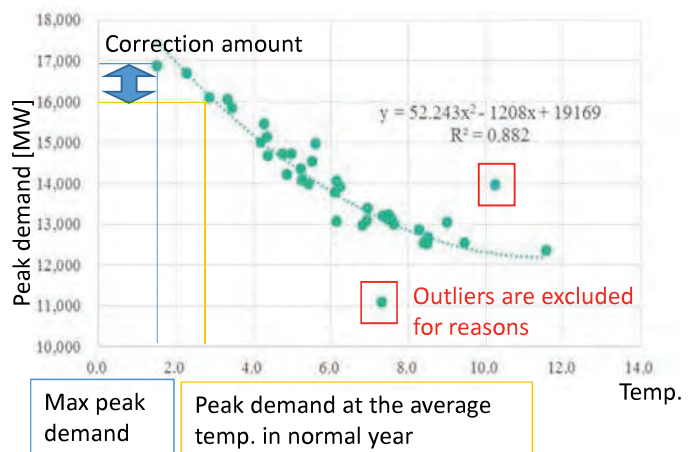 18,000
Correction amount
17,000
16,000
y = 52.243x² - 1208x + 19169
R² = 0.882
15,000
14,000
13,000
12,000
11,000
10,000
Peak demand [MW]
Outliers are excluded
for reasons
0.0 2.0 4.0 6.0 8.0 10.0 12.0 14.0
Temp.
Max peak
demand
Peak demand at the average
temp. in normal year